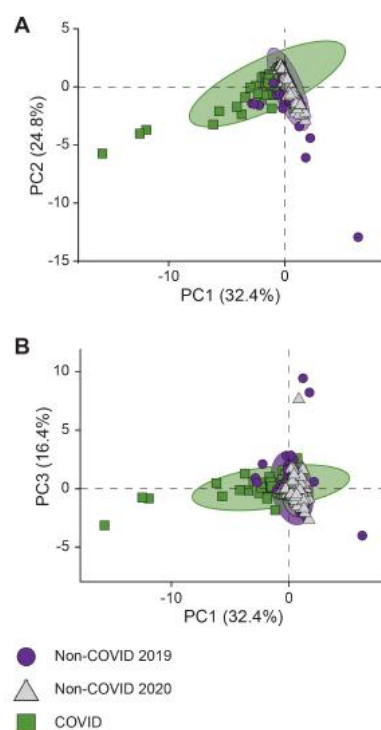 A
5
0
-5
-10
-15
PC2 (24.8%)
-10
0
PC1 (32.4%)
B
10
5
0
-5
PC3 (16.4%)
-10
0
PC1 (32.4%)
Non-COVID 2019
Non-COVID 2020
COVID